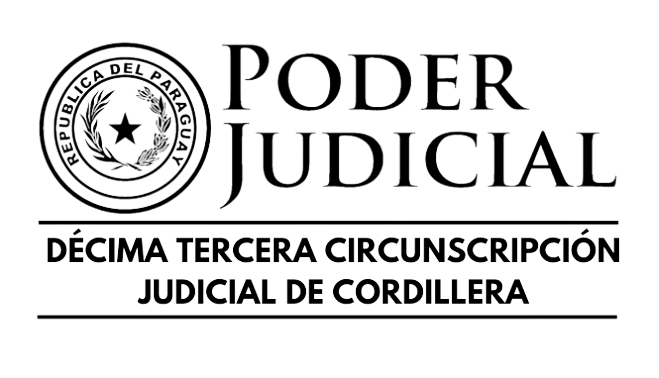 REPUBLICA DEL PARAGUAY
PODER
JUDICIAL
DÉCIMA TERCERA CIRCUNSCRIPCIÓN
JUDICIAL DE CORDILLERA